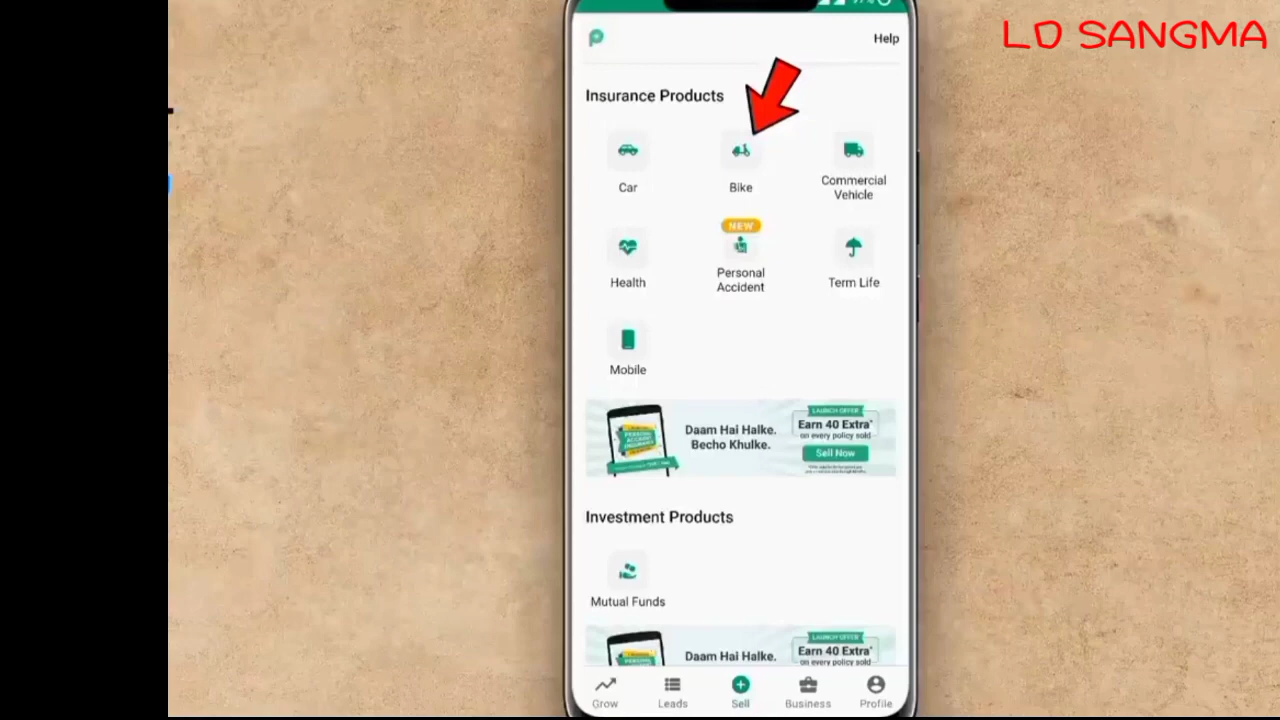 LD SANGMA
Help
Insurance Products
Car
Bike
Commercial
Vehicle
NEW
Health
Personal
Accident
Term Life
Mobile
Daam Hai Halke.
Becho Khulke.
LAUNCH OFFER
Earn 40 Extra*
on every policy sold
Sell Now
Investment Products
Mutual Funds
Daam Hai Halke.
LAUNCH OFFER
Earn 40 Extra*
on every policy sold
Grow
Leads
Sell
Business
Profile